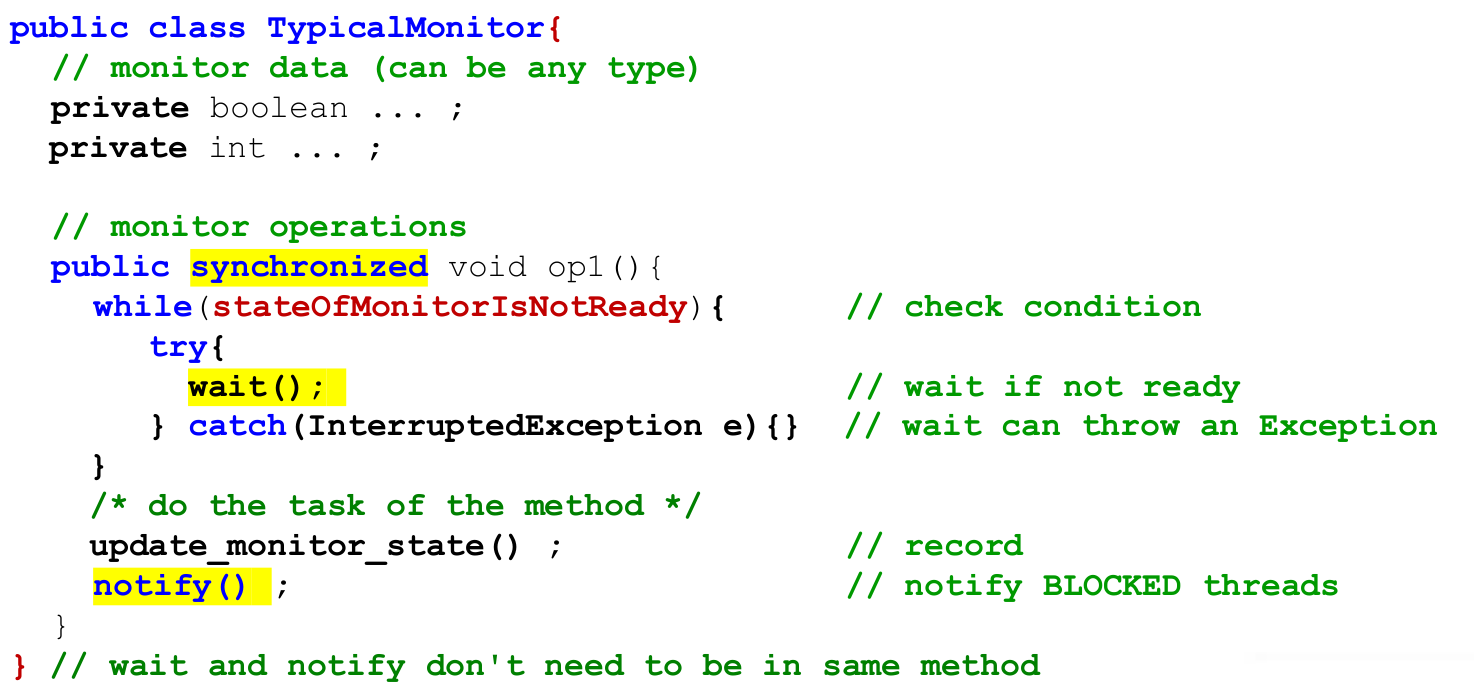 public class TypicalMonitor{
// monitor data (can be any type)
private boolean ... ;
private int ... ;
// monitor operations
public synchronized void op1(){
while(stateOfMonitorIsNotReady){ // check condition
try{
wait(); // wait if not ready
} catch(InterruptedException e){} // wait can throw an Exception
}
/* do the task of the method */
update_monitor_state() ; // record
notify() ; // notify BLOCKED threads
}
} // wait and notify don't need to be in same method